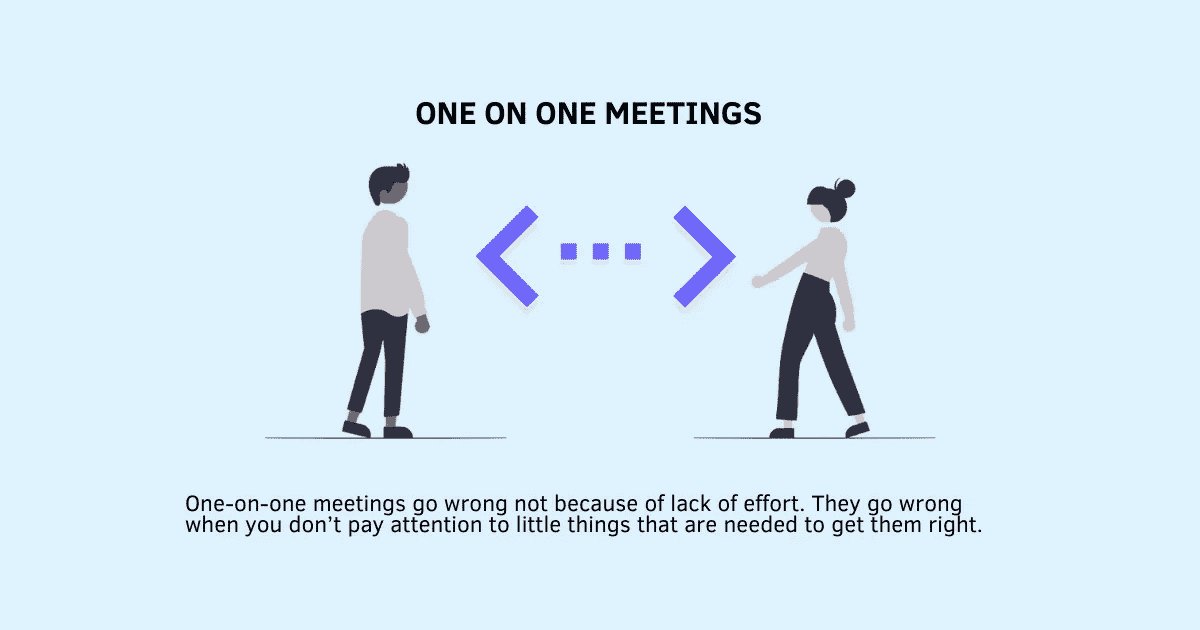 ONE ON ONE MEETINGS
One-on-one meetings go wrong not because of lack of effort. They go wrong
when you don’t pay attention to little things that are needed to get them right.